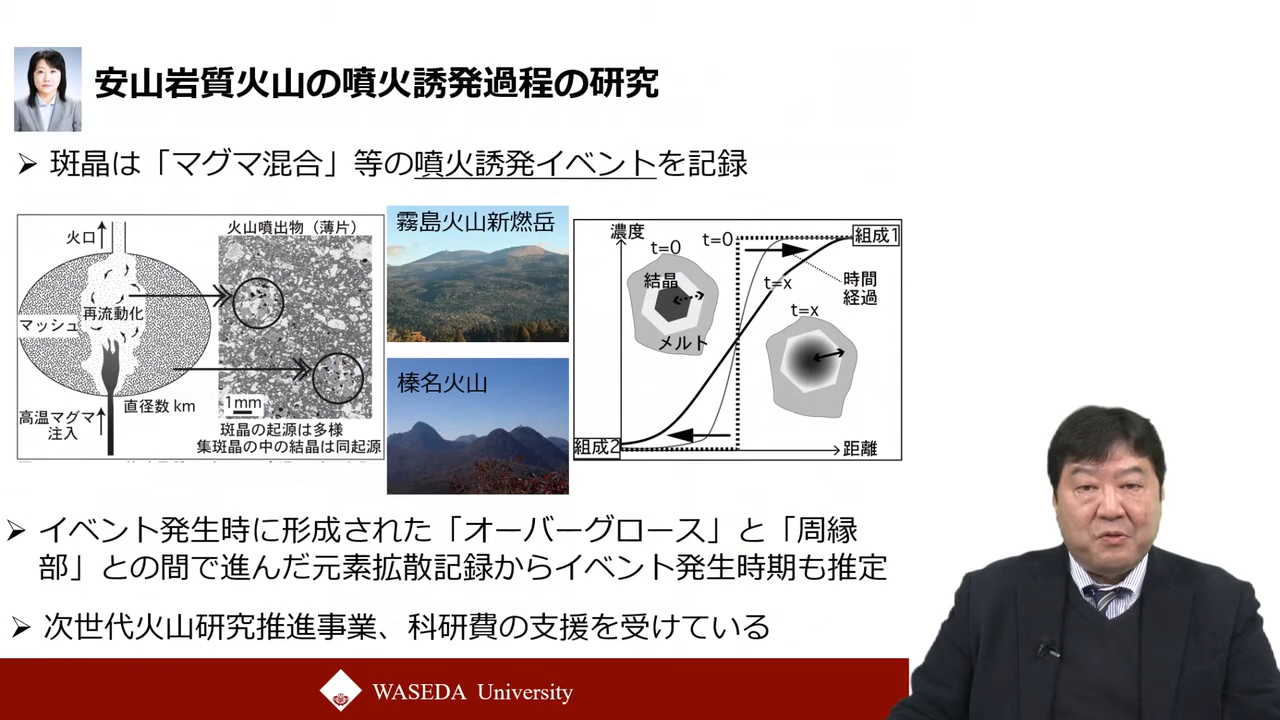 安山岩質火山の噴火誘発過程の研究
➢ 斑晶は「マグマ混合」等の噴火誘発イベントを記録
火口
マッシュ
再流動化
高温マグマ
注入
直径数 km
火山噴出物（薄片）
1mm
斑晶の起源は多様
集斑晶の中の結晶は同起源
霧島火山新燃岳
榛名火山
濃度
t=0
t=0
組成1
結晶
メルト
t=x
時間
経過
t=x
組成2
距離
➢ イベント発生時に形成された「オーバーグロース」と「周縁
部」との間で進んだ元素拡散記録からイベント発生時期も推定
➢ 次世代火山研究推進事業、科研費の支援を受けている
WASEDA University